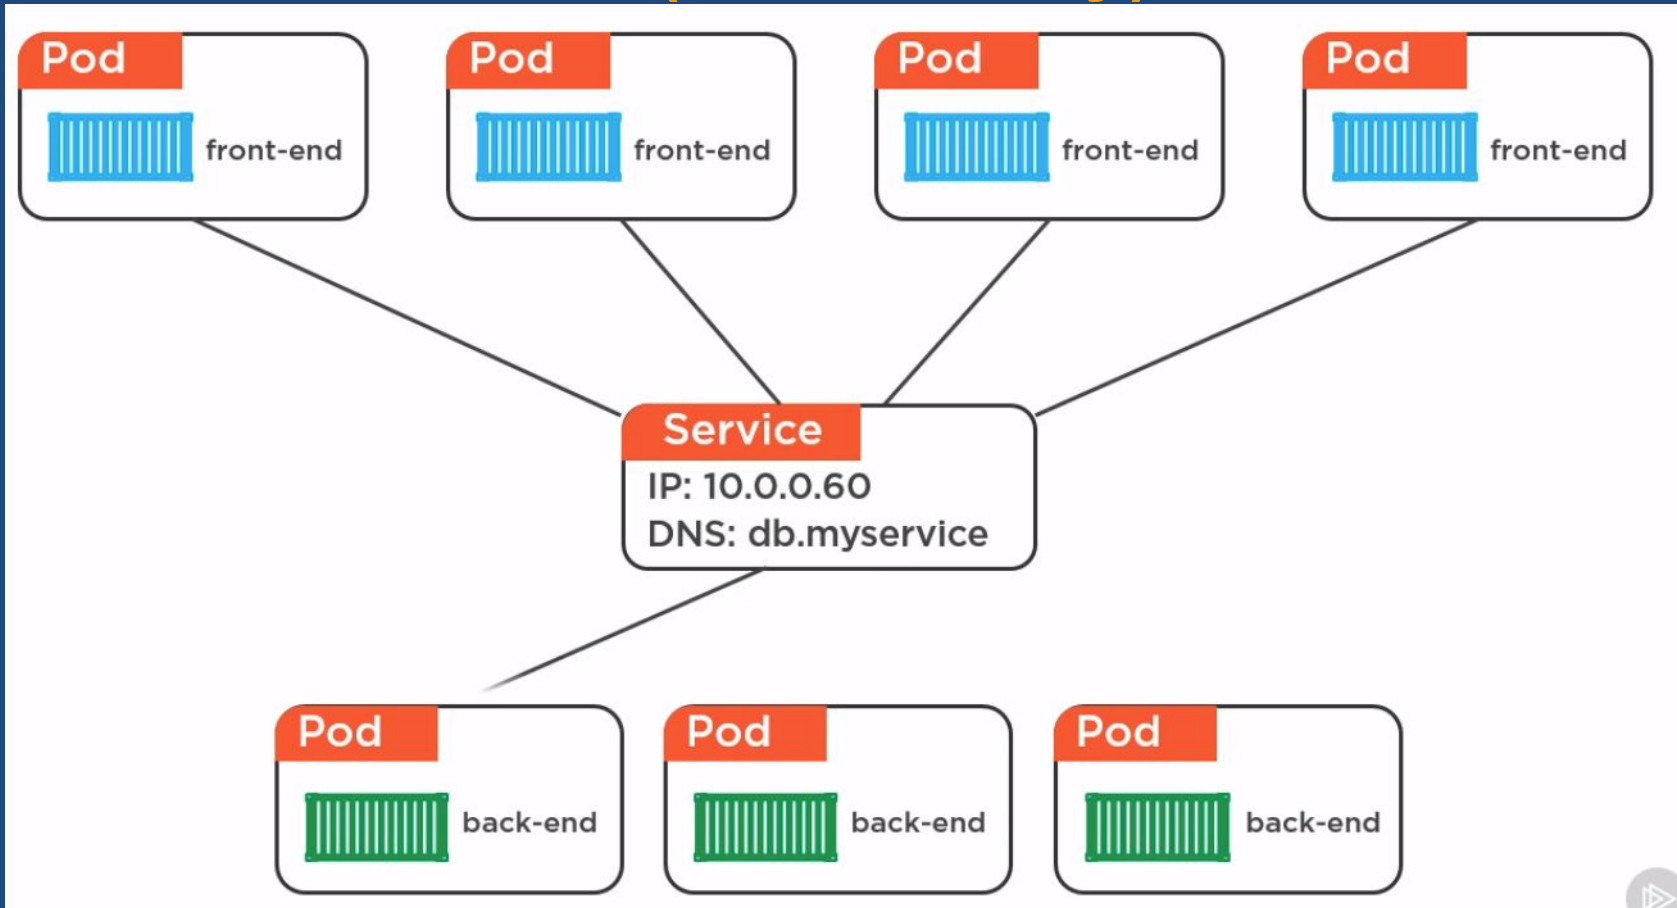 Pod
front-end
Pod
front-end
Pod
front-end
Pod
front-end
Service
IP: 10.0.0.60
DNS: db.myservice
Pod
back-end
Pod
back-end
Pod
back-end